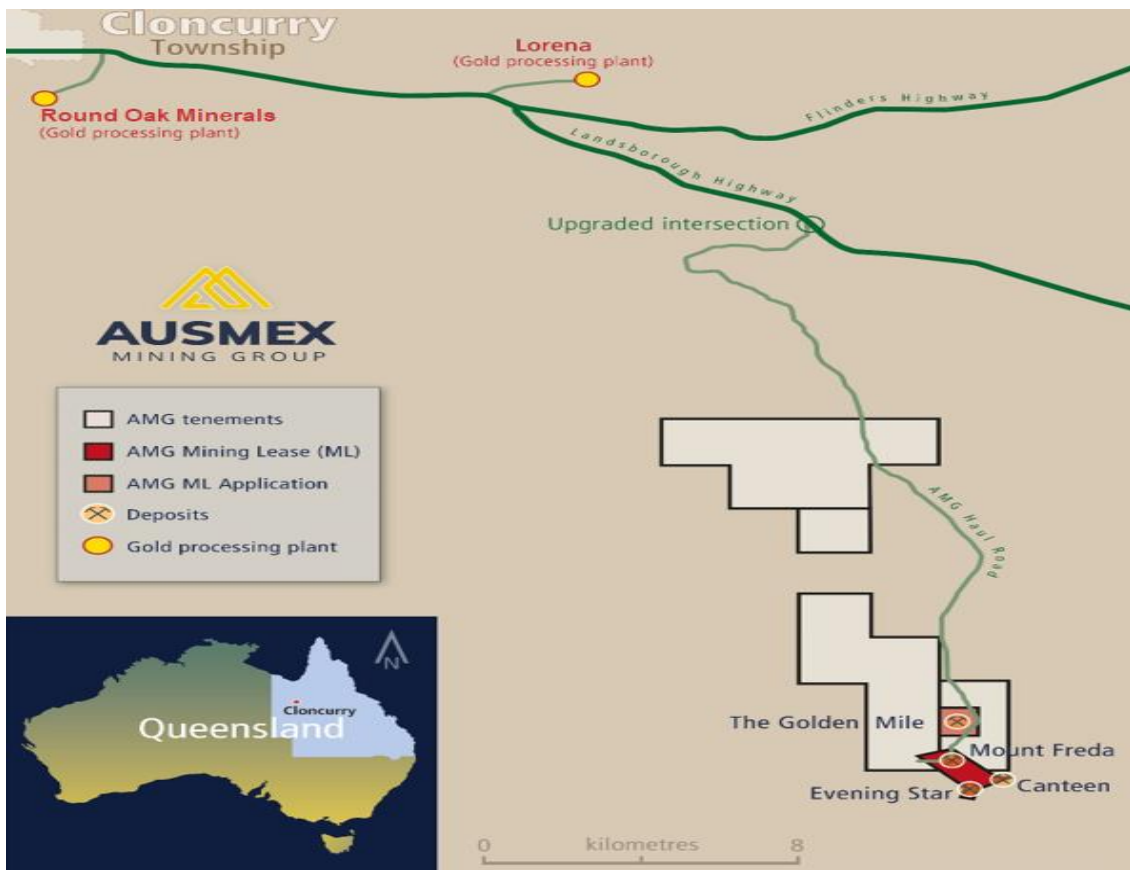 Cloncurry
Township
Lorena
(Gold processing plant)
Round Oak Minerals
(Gold processing plant)
Flinders Highway
Landsborough Highway
Upgraded intersection
AUSMEX
MINING GROUP
AMG tenements
AMG Mining Lease (ML)
AMG ML Application
Deposits
Gold processing plant
AMG Haul Road
N
Cloncurry
Queensland
The Golden Mile
Mount Freda
Canteen
Evening Star
0 kilometres 8